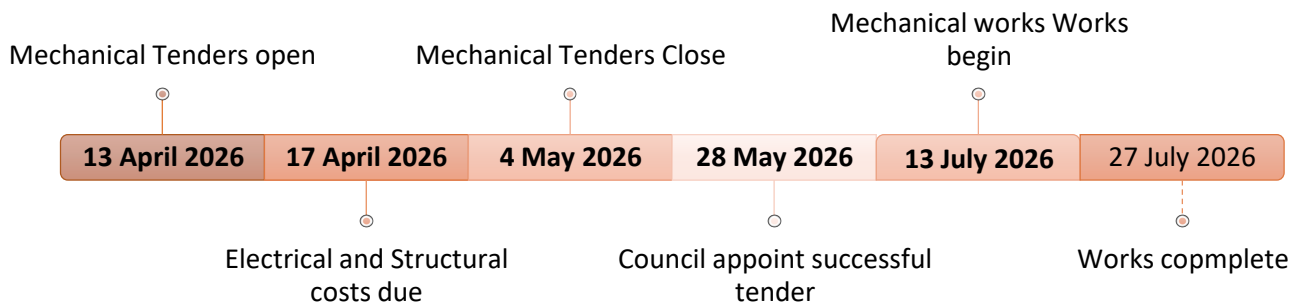 Mechanical works Works
begin
Mechanical Tenders open
Mechanical Tenders Close
13 April 2026
17 April 2026
4 May 2026
28 May 2026
13 July 2026
27 July 2026
Electrical and Structural
costs due
Council appoint successful
tender
Works copmplete